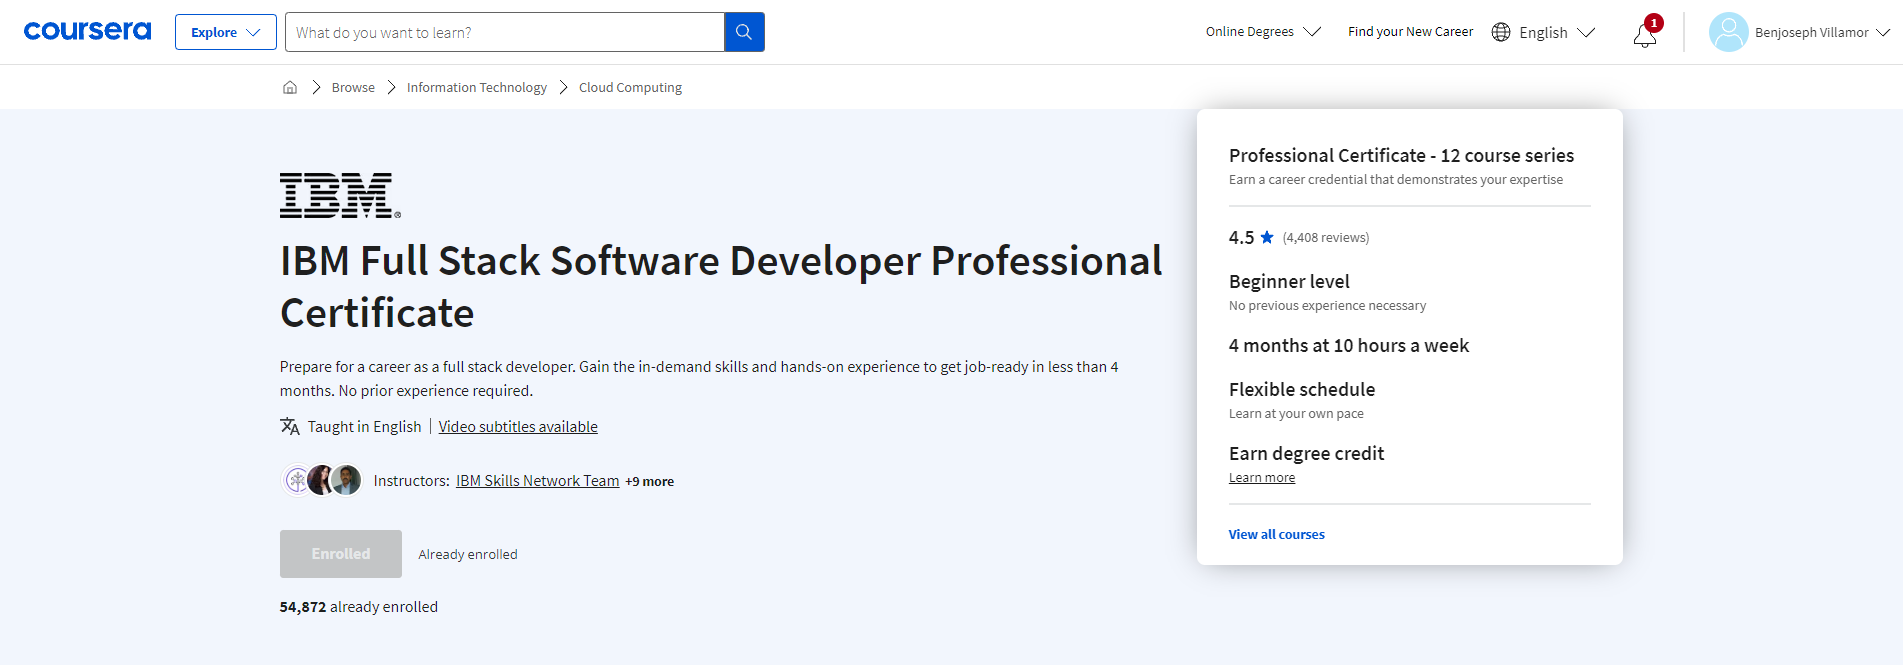 coursera
Explore
What do you want to learn?
Online Degrees
Find your New Career
English
1
Benjoseph Villamor
Browse
Information Technology
Cloud Computing
IBM®
IBM Full Stack Software Developer Professional
Certificate
Prepare for a career as a full stack developer. Gain the in-demand skills and hands-on experience to get job-ready in less than 4
months. No prior experience required.
Taught in English | Video subtitles available
Instructors: IBM Skills Network Team +9 more
Enrolled
Already enrolled
54,872 already enrolled
Professional Certificate - 12 course series
Earn a career credential that demonstrates your expertise
4.5 ★ (4,408 reviews)
Beginner level
No previous experience necessary
4 months at 10 hours a week
Flexible schedule
Learn at your own pace
Earn degree credit
Learn more
View all courses